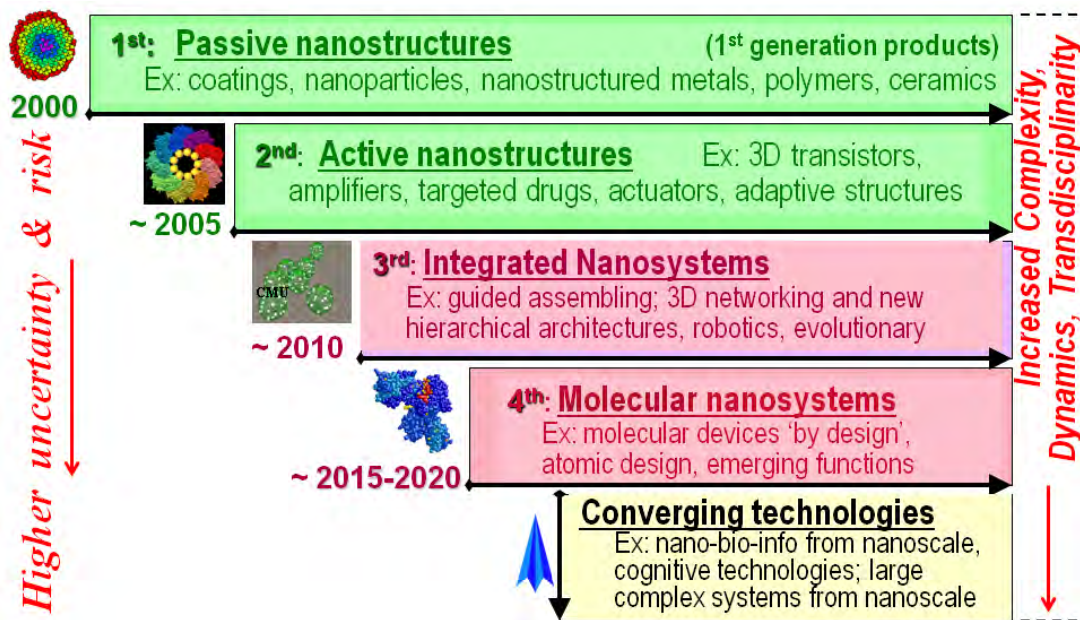 1st: Passive nanostructures (1st generation products)
Ex: coatings, nanoparticles, nanostructured metals, polymers, ceramics
2000
2nd: Active nanostructures Ex: 3D transistors,
amplifiers, targeted drugs, actuators, adaptive structures
~ 2005
3rd: Integrated Nanosystems
Ex: guided assembling; 3D networking and new
hierarchical architectures, robotics, evolutionary
CMU
~ 2010
4th: Molecular nanosystems
Ex: molecular devices ‘by design’,
atomic design, emerging functions
~ 2015-2020
Converging technologies
Ex: nano-bio-info from nanoscale,
cognitive technologies; large
complex systems from nanoscale
Higher uncertainty & risk
Increased Complexity,
Dynamics, Transdisciplinarity